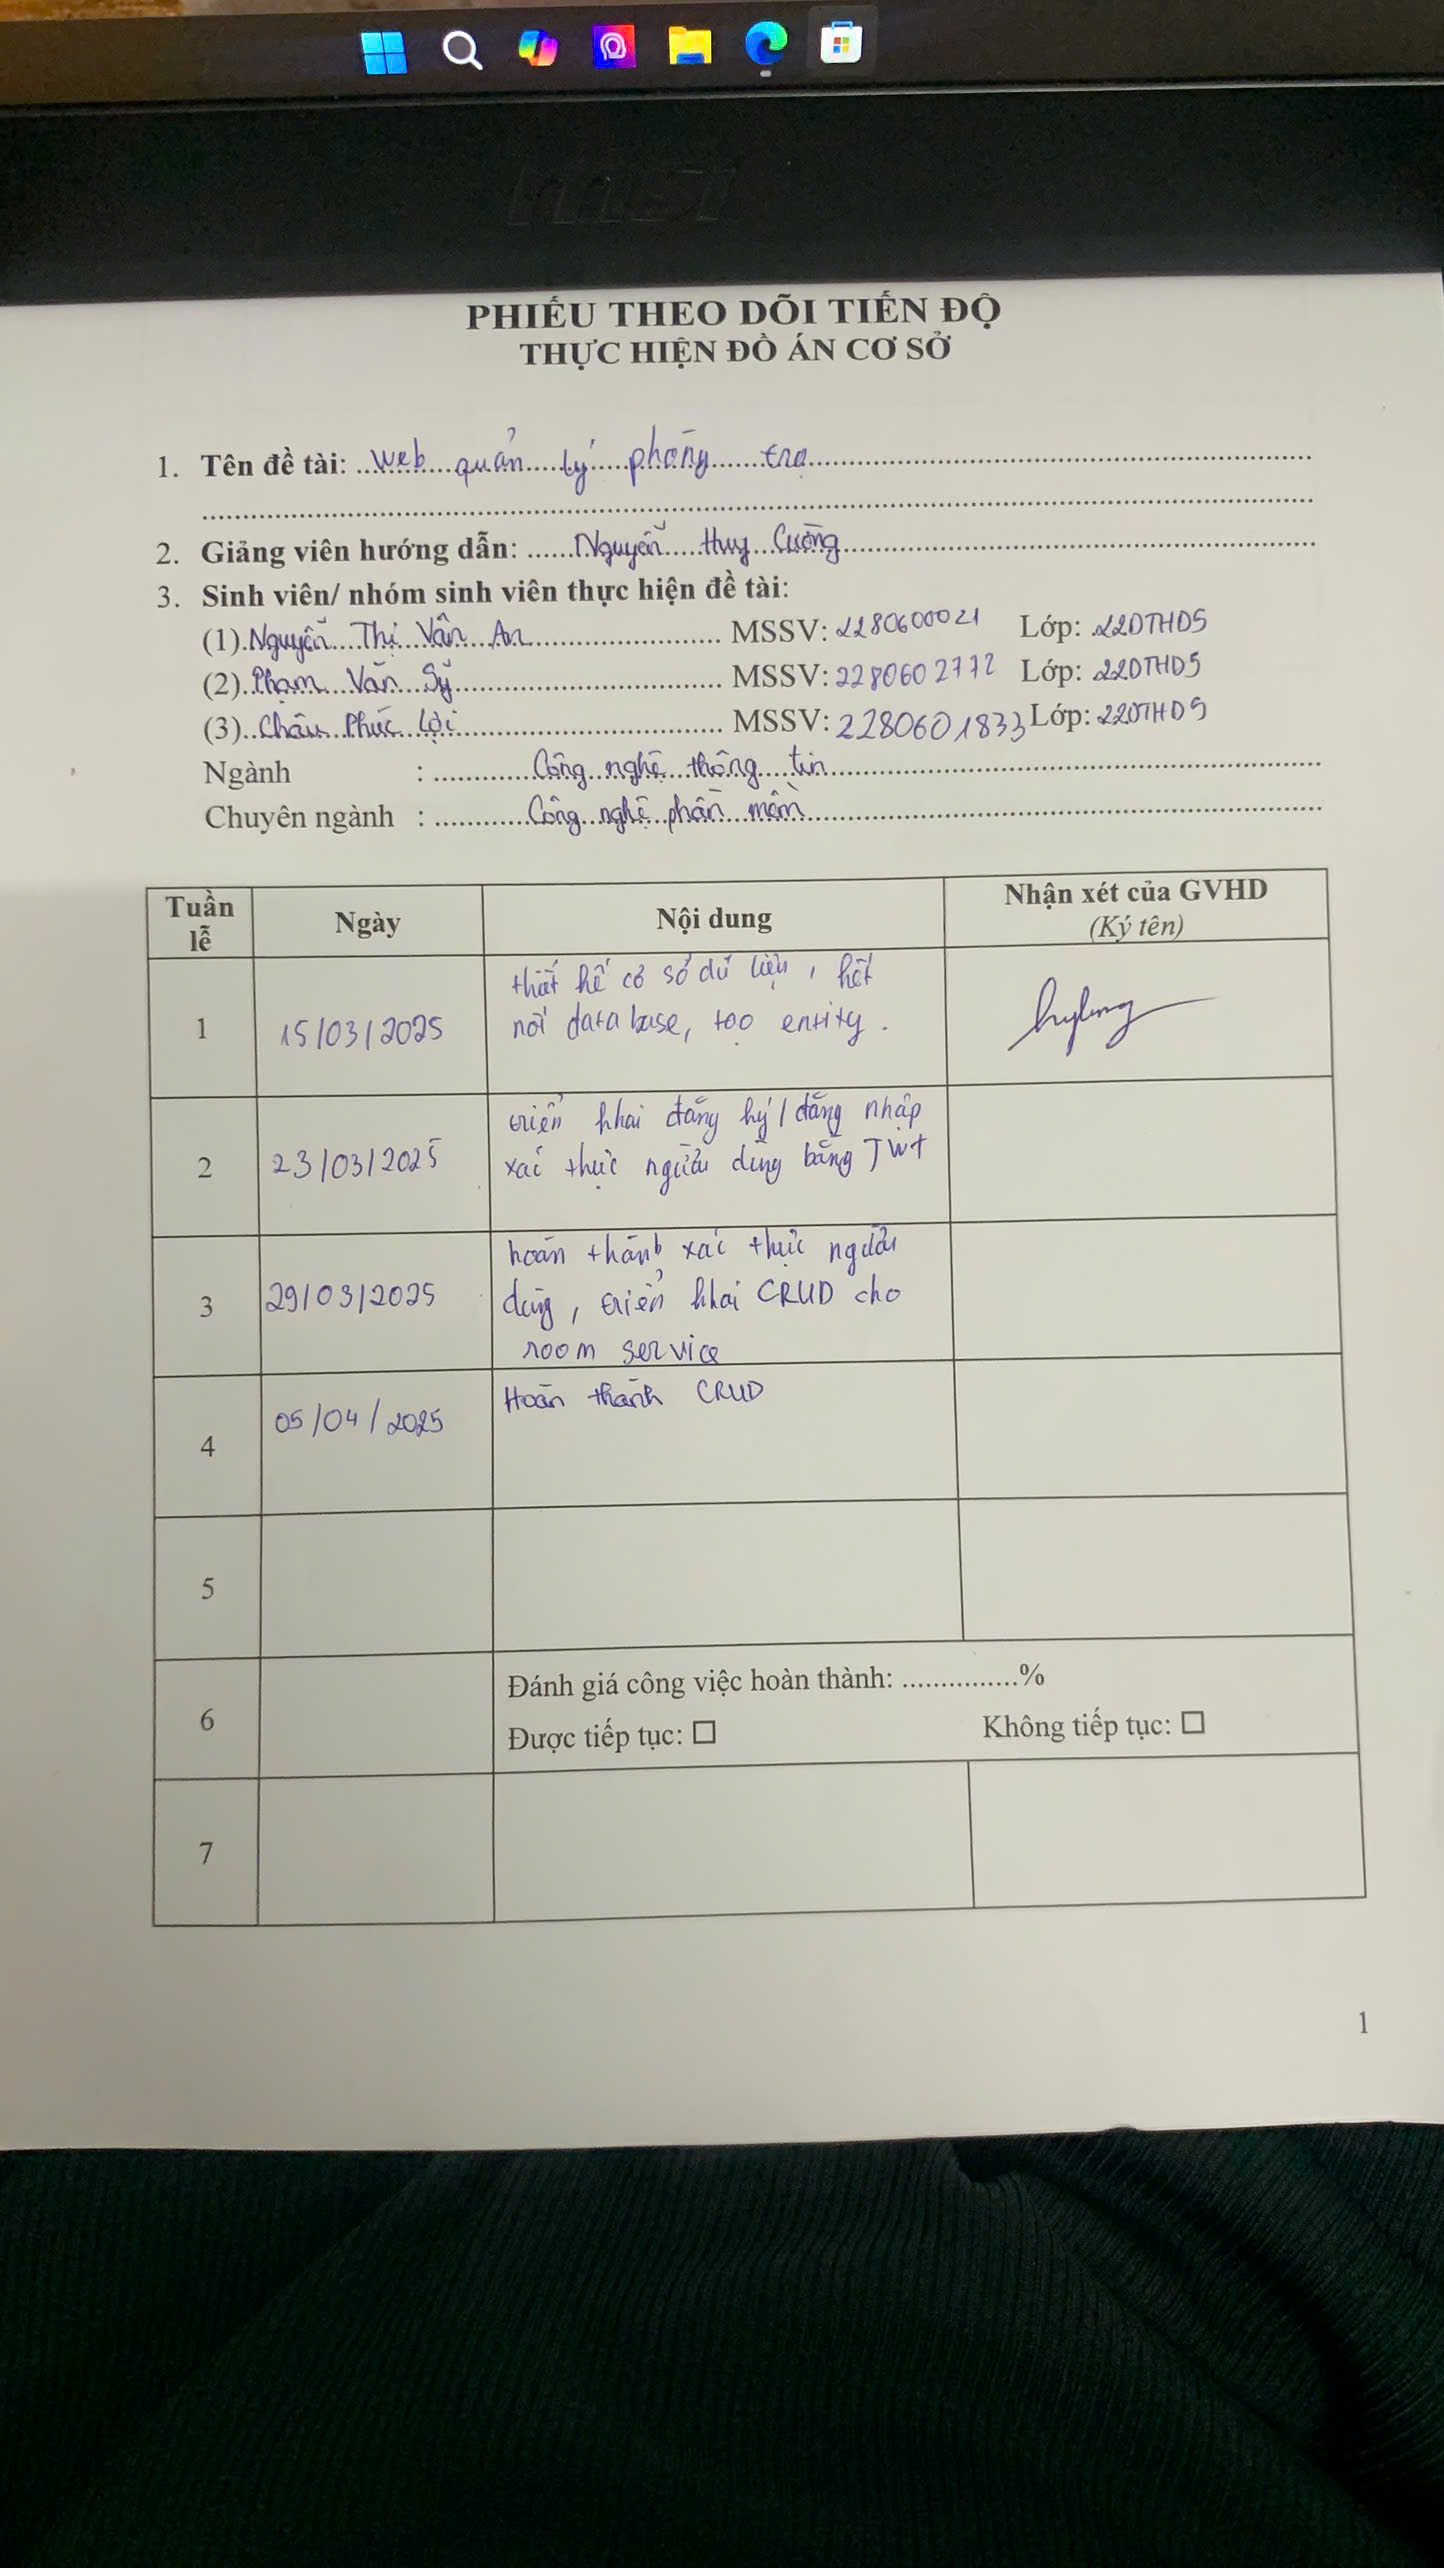 msi
PHIẾU THEO DÕI TIẾN ĐỘ
THỰC HIỆN ĐỒ ÁN CƠ SỞ
1. Tên đề tài: Web quản lý phòng trọ
2. Giảng viên hướng dẫn: Nguyễn Huy Cường
3. Sinh viên/ nhóm sinh viên thực hiện đề tài:
(1) Nguyễn Thị Vân An MSSV: 2280600021 Lớp: 22DTHD5
(2) Phạm Văn Sỹ MSSV: 2280602772 Lớp: 22DTHD5
(3) Châu Phúc Lợi MSSV: 2280601833 Lớp: 22DTHD5
Ngành : Công nghệ thông tin
Chuyên ngành : Công nghệ phần mềm
Tuần lễ Ngày Nội dung Nhận xét của GVHD
(Ký tên)
1 15/03/2025 thiết kế cơ sở dữ liệu, kết
nối database, tạo entity.
2 23/03/2025 triển khai đăng ký/đăng nhập
xác thực người dùng bằng JWT
3 29/03/2025 hoàn thành xác thực người
dùng, triển khai CRUD cho
room service
4 05/04/2025 Hoàn thành CRUD
5
6 Đánh giá công việc hoàn thành: ...............%
Được tiếp tục: ☐ Không tiếp tục: ☐
7
1